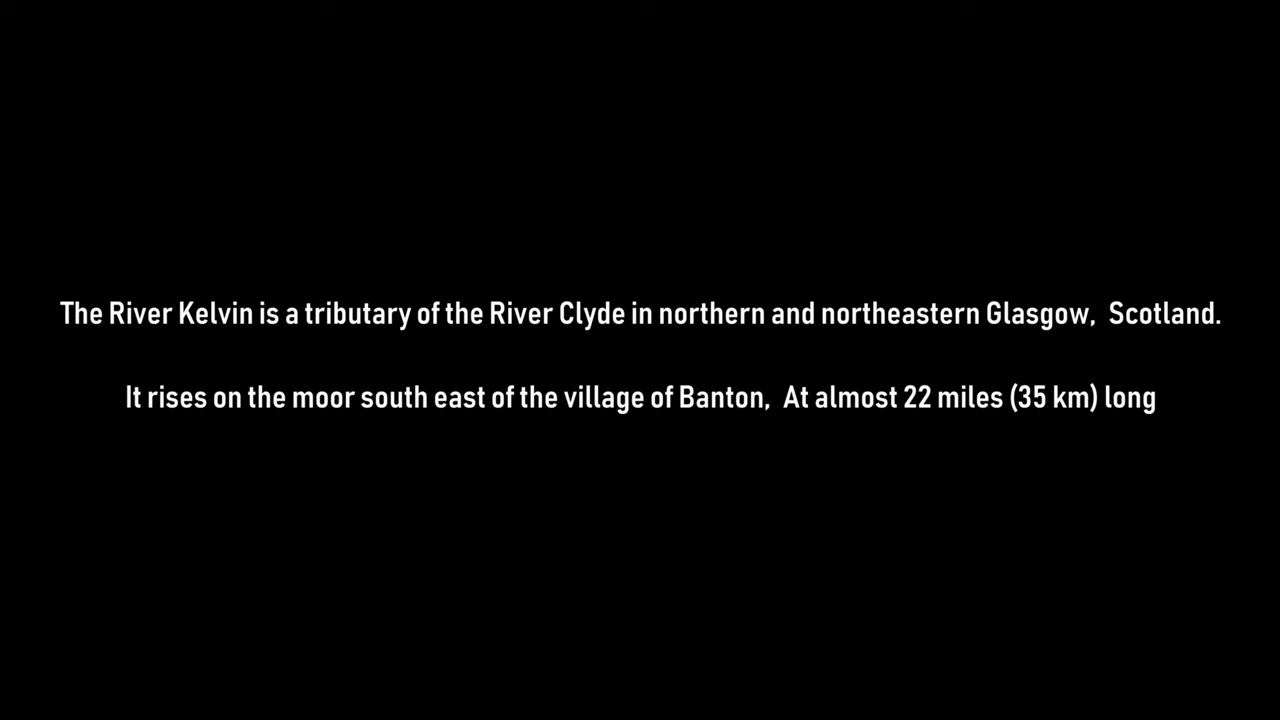 The River Kelvin is a tributary of the River Clyde in northern and northeastern Glasgow,  Scotland.
It rises on the moor south east of the village of Banton,  At almost 22 miles (35 km) long